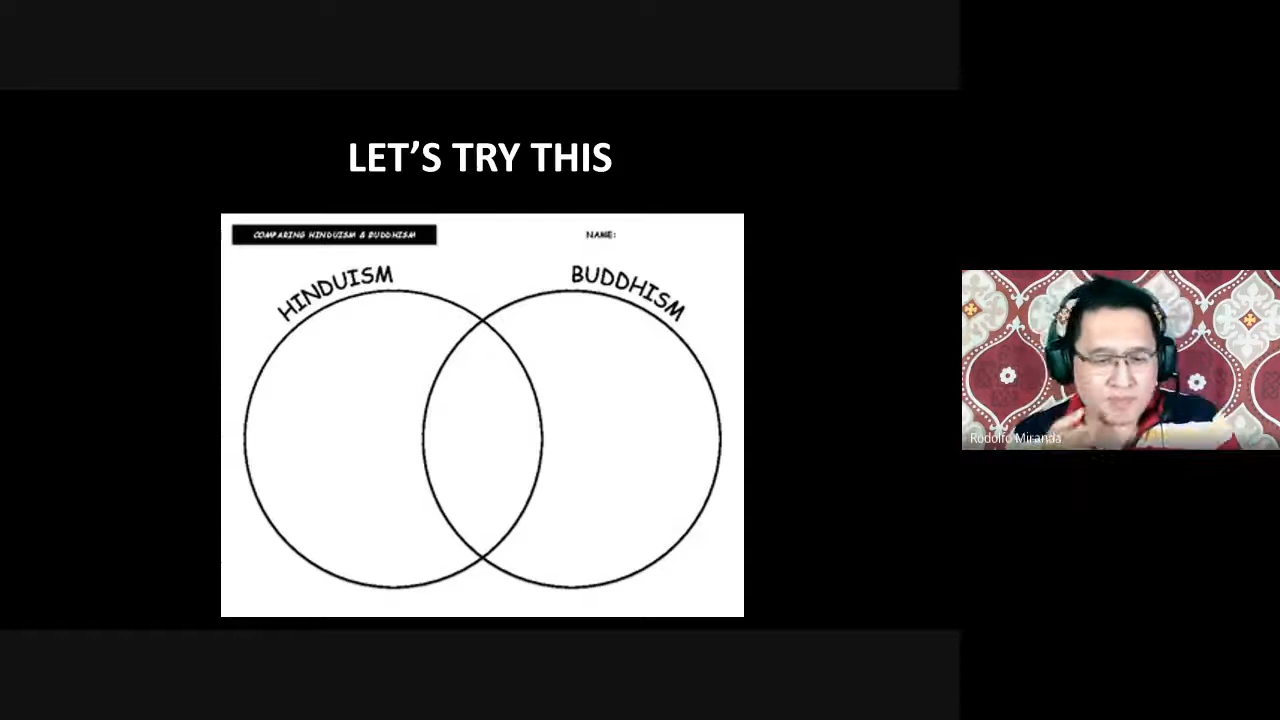 LET'S TRY THIS
COMPARING HINDUISM & BUDDHISM
NAME:
HINDUISM
BUDDHISM
Rodolfo Miranda